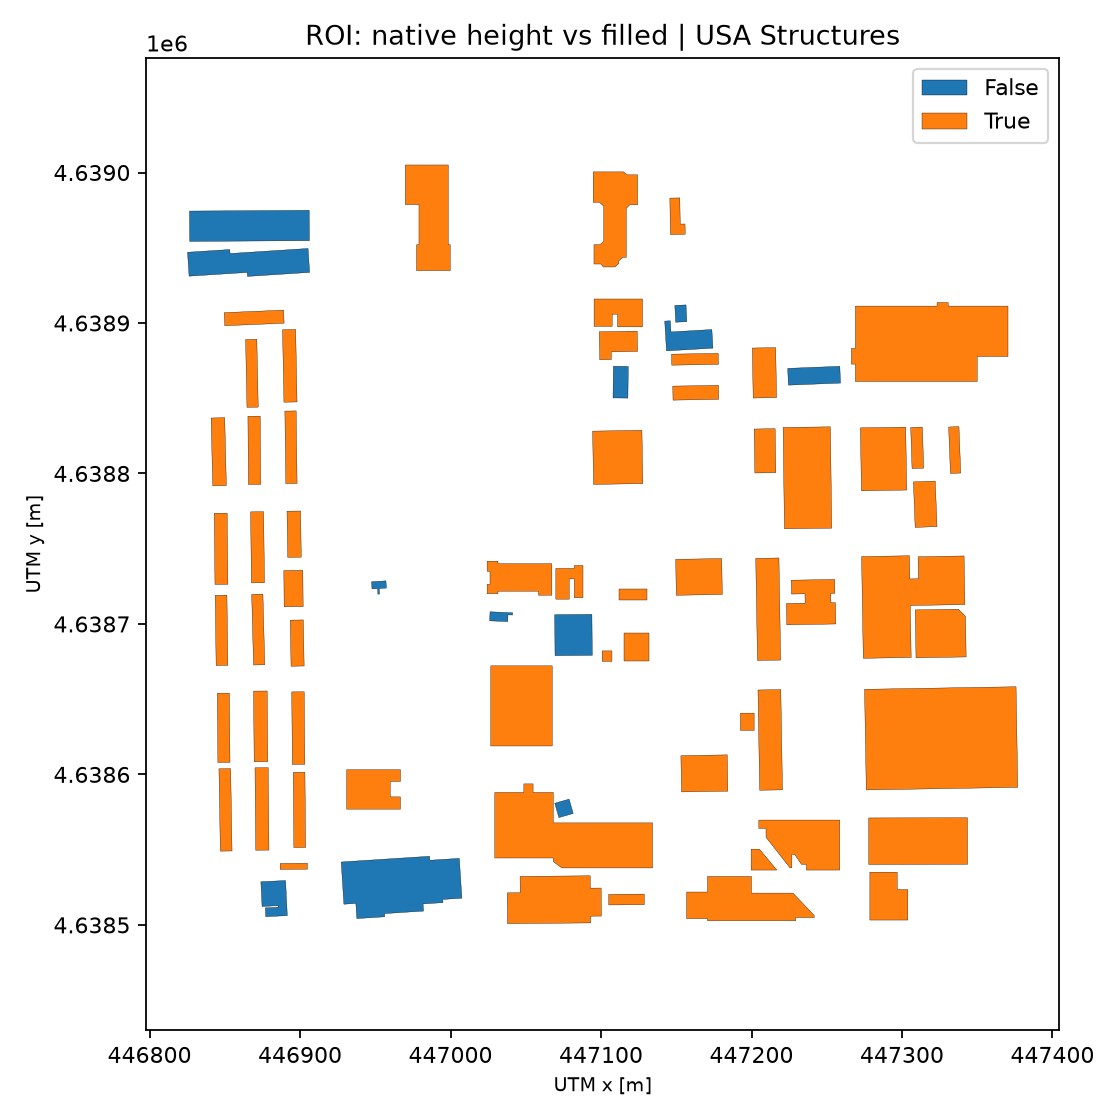 ROI: native height vs filled | USA Structures
1e6
False
True
4.6390
4.6389
4.6388
4.6387
4.6386
4.6385
UTM y [m]
446800 446900 447000 447100 447200 447300 447400
UTM x [m]